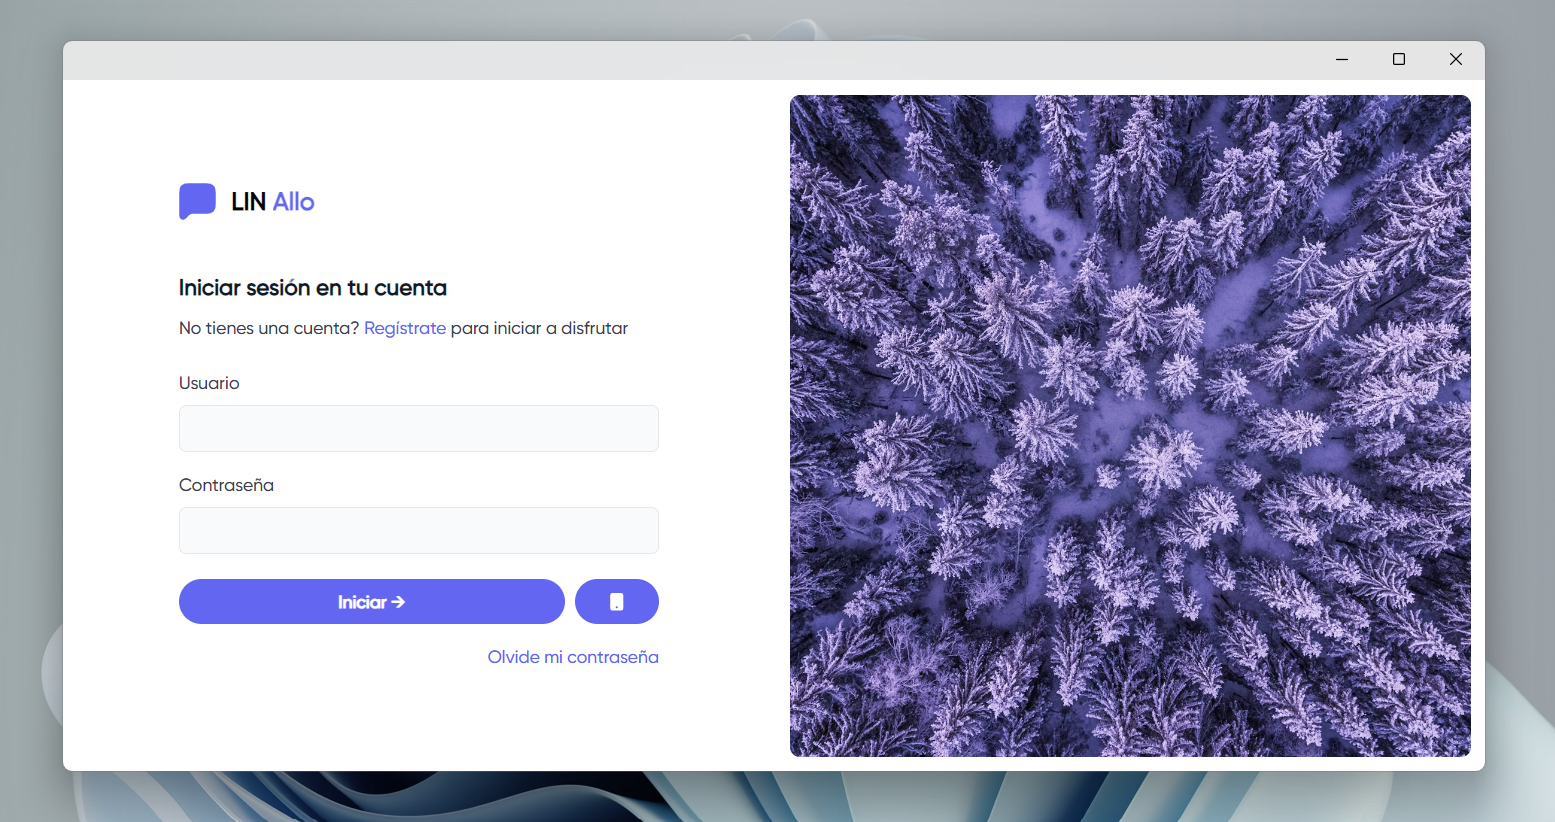 LIN Allo
Iniciar sesión en tu cuenta
No tienes una cuenta? Regístrate para iniciar a disfrutar
Usuario
Contraseña
Iniciar →
Olvide mi contraseña